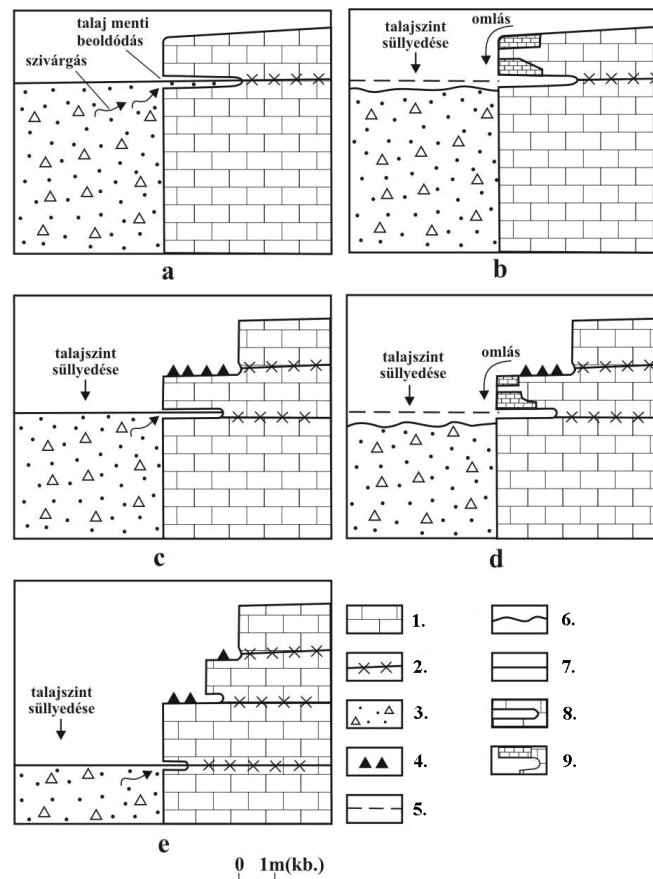 talaj menti
beoldódás
szivárgás
a
talajszint
süllyedése
omlás
b
talajszint
süllyedése
c
talajszint
süllyedése
omlás
d
talajszint
süllyedése
e
1.
2.
3.
4.
5.
6.
7.
8.
9.
0 1m(kb.)